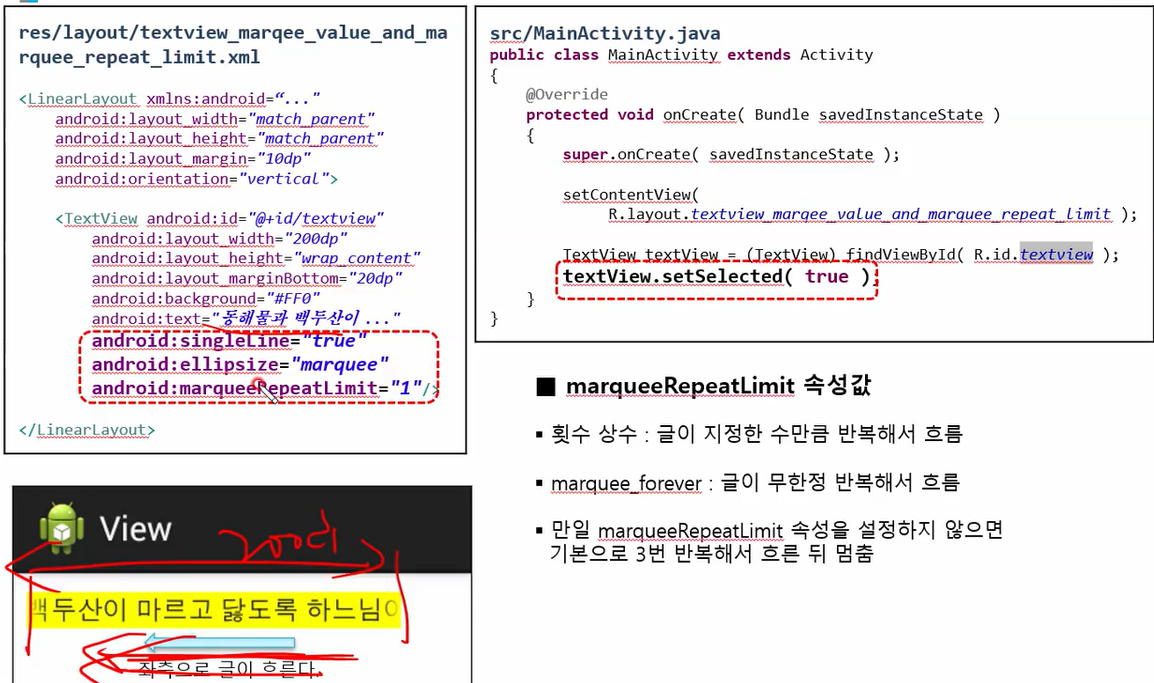 res/layout/textview_marqee_value_and_ma
rquee_repeat_limit.xml
<LinearLayout xmlns:android=“..."
android:layout_width="match_parent"
android:layout_height="match_parent"
android:layout_margin="10dp"
android:orientation="vertical">
<TextView android:id="@+id/textview"
android:layout_width="200dp"
android:layout_height="wrap_content"
android:layout_marginBottom="20dp"
android:background="#FF0"
android:text="동해물과 백두산이 ..."
android:singleLine="true"
android:ellipsize="marquee"
android:marqueeRepeatLimit="1"/>
</LinearLayout>
src/MainActivity.java
public class MainActivity extends Activity
{
@Override
protected void onCreate( Bundle savedInstanceState )
{
super.onCreate( savedInstanceState );
setContentView(
R.layout.textview_marqee_value_and_marquee_repeat_limit );
TextView textView = (TextView) findViewById( R.id.textview );
textView.setSelected( true );
}
}
■ marqueeRepeatLimit 속성값
▪ 횟수 상수 : 글이 지정한 수만큼 반복해서 흐름
▪ marquee_forever : 글이 무한정 반복해서 흐름
▪ 만일 marqueeRepeatLimit 속성을 설정하지 않으면
기본으로 3번 반복해서 흐른 뒤 멈춤
View
백두산이 마르고 닳도록 하느님이
좌측으로 글이 흐른다.